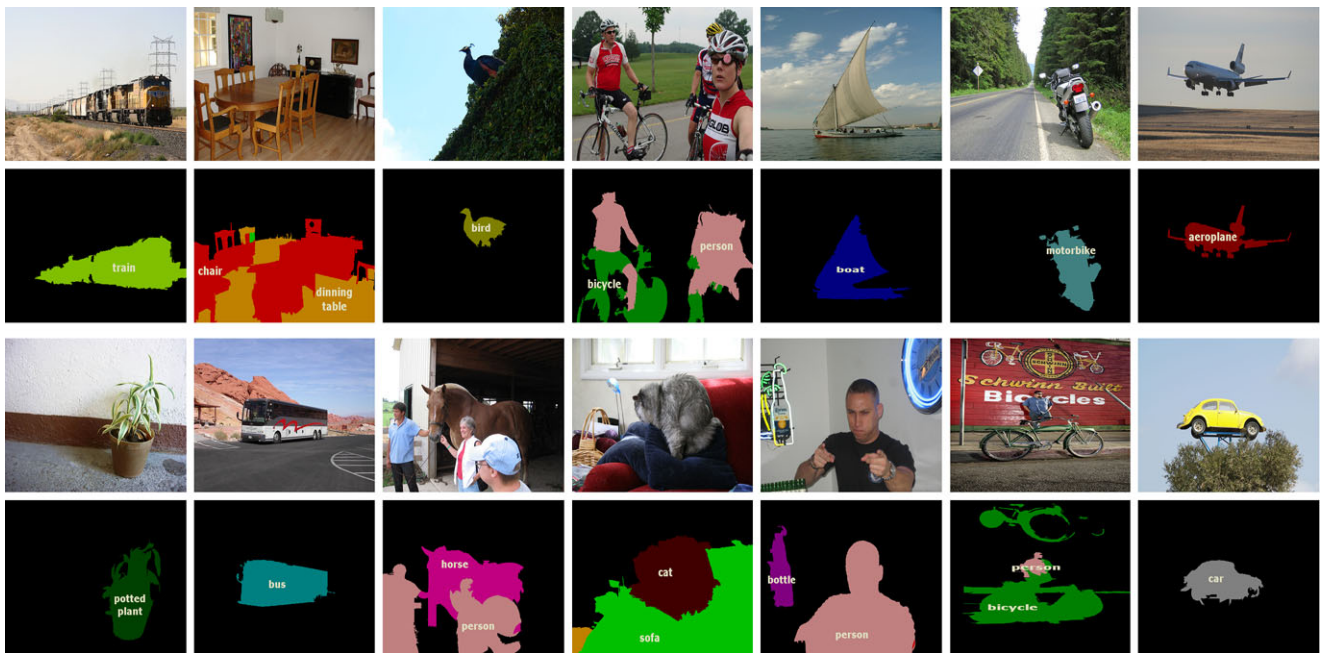 train
chair
dinning
table
bird
bicycle
person
boat
motorbike
aeroplane
Schwinn Built
Bicycles
potted
plant
bus
horse
person
cat
sofa
bottle
person
person
bicycle
car